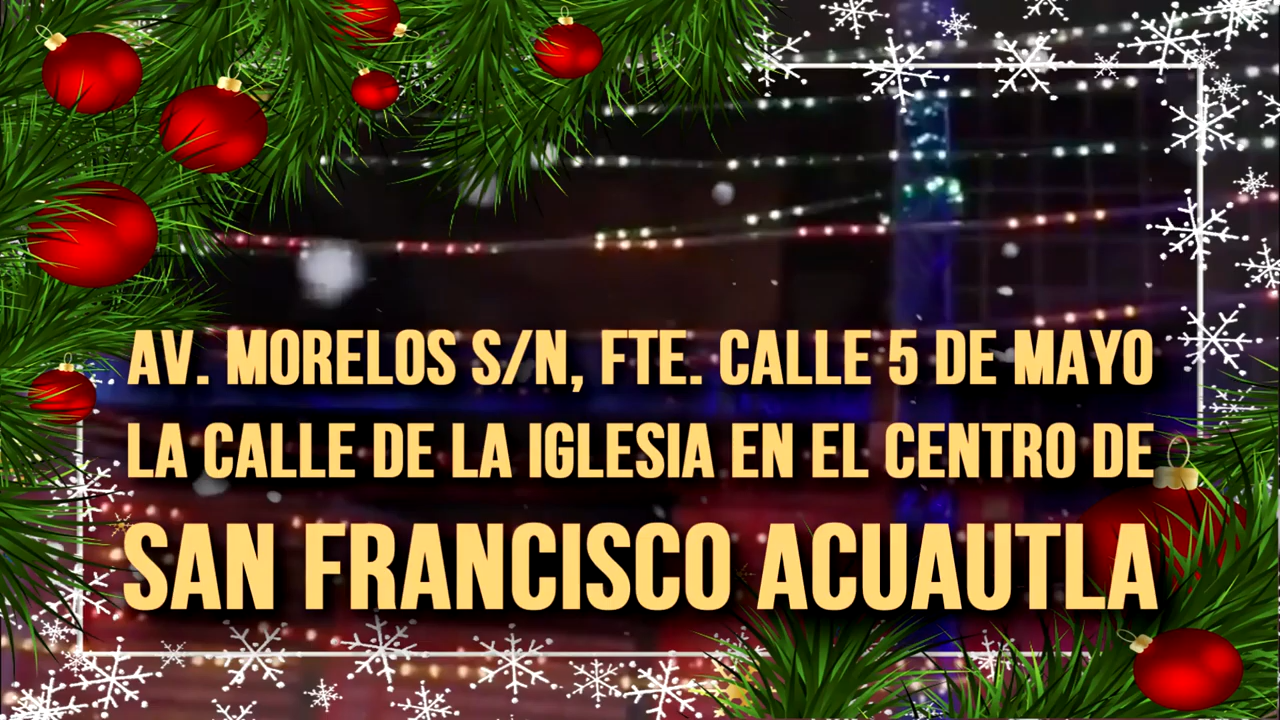 AV. MORELOS S/N, FTE. CALLE 5 DE MAYO
LA CALLE DE LA IGLESIA EN EL CENTRO DE
SAN FRANCISCO ACUAUTLA